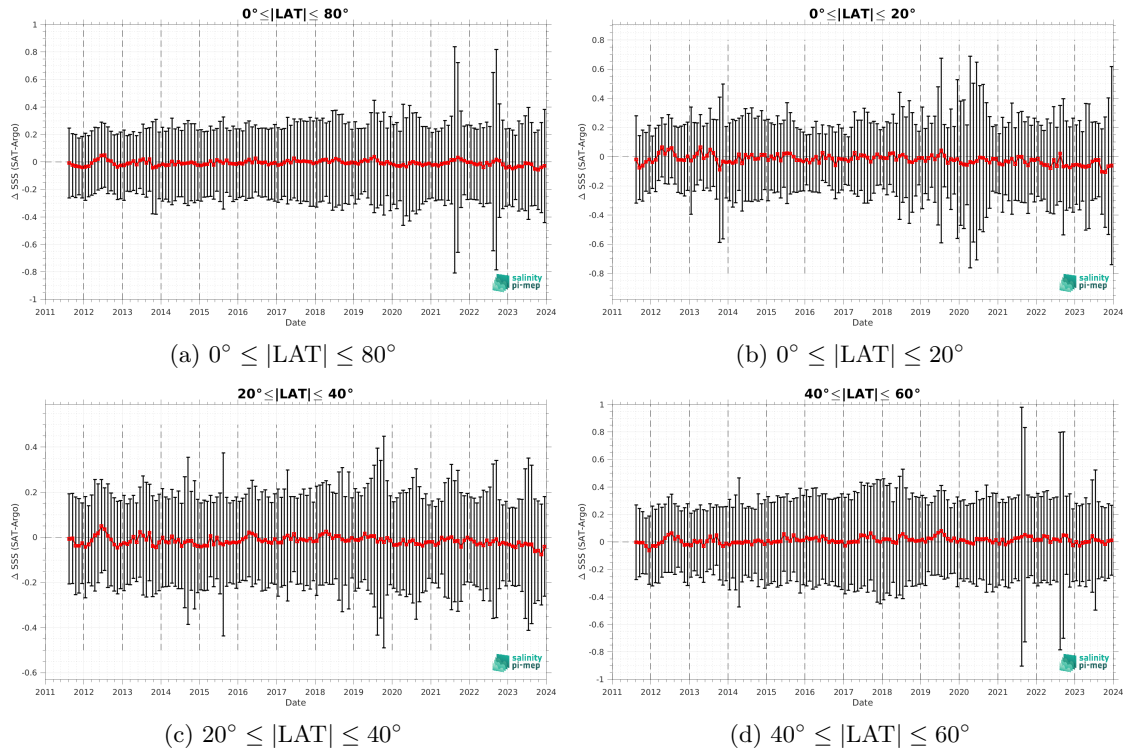 0°≤|LAT|≤ 80°
Δ SSS (SAT-Argo)
1
0.8
0.6
0.4
0.2
0
-0.2
-0.4
-0.6
-0.8
-1
2011 2012 2013 2014 2015 2016 2017 2018 2019 2020 2021 2022 2023 2024
Date
salinity
pi-mep
(a) 0° ≤ |LAT| ≤ 80°
0°≤|LAT|≤ 20°
Δ SSS (SAT-Argo)
0.8
0.6
0.4
0.2
0
-0.2
-0.4
-0.6
-0.8
2011 2012 2013 2014 2015 2016 2017 2018 2019 2020 2021 2022 2023 2024
Date
salinity
pi-mep
(b) 0° ≤ |LAT| ≤ 20°
20°≤|LAT|≤ 40°
Δ SSS (SAT-Argo)
0.4
0.2
0
-0.2
-0.4
-0.6
2011 2012 2013 2014 2015 2016 2017 2018 2019 2020 2021 2022 2023 2024
Date
salinity
pi-mep
(c) 20° ≤ |LAT| ≤ 40°
40°≤|LAT|≤ 60°
Δ SSS (SAT-Argo)
1
0.8
0.6
0.4
0.2
0
-0.2
-0.4
-0.6
-0.8
-1
2011 2012 2013 2014 2015 2016 2017 2018 2019 2020 2021 2022 2023 2024
Date
salinity
pi-mep
(d) 40° ≤ |LAT| ≤ 60°